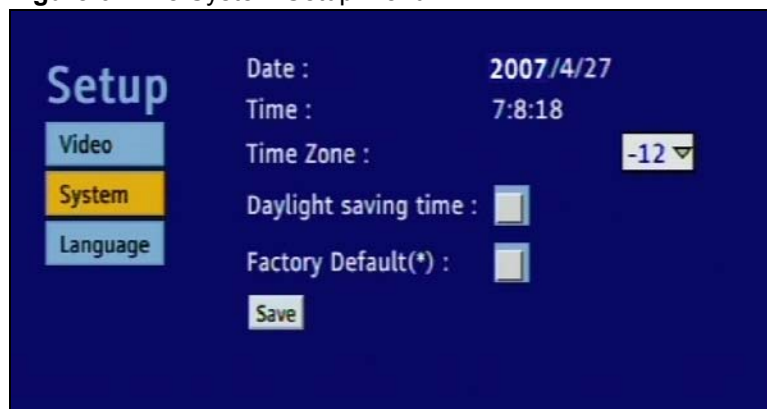 Setup
Video
System
Language
Date : 2007/4/27
Time : 7:8:18
Time Zone : -12
Daylight saving time :
Factory Default(*) :
Save